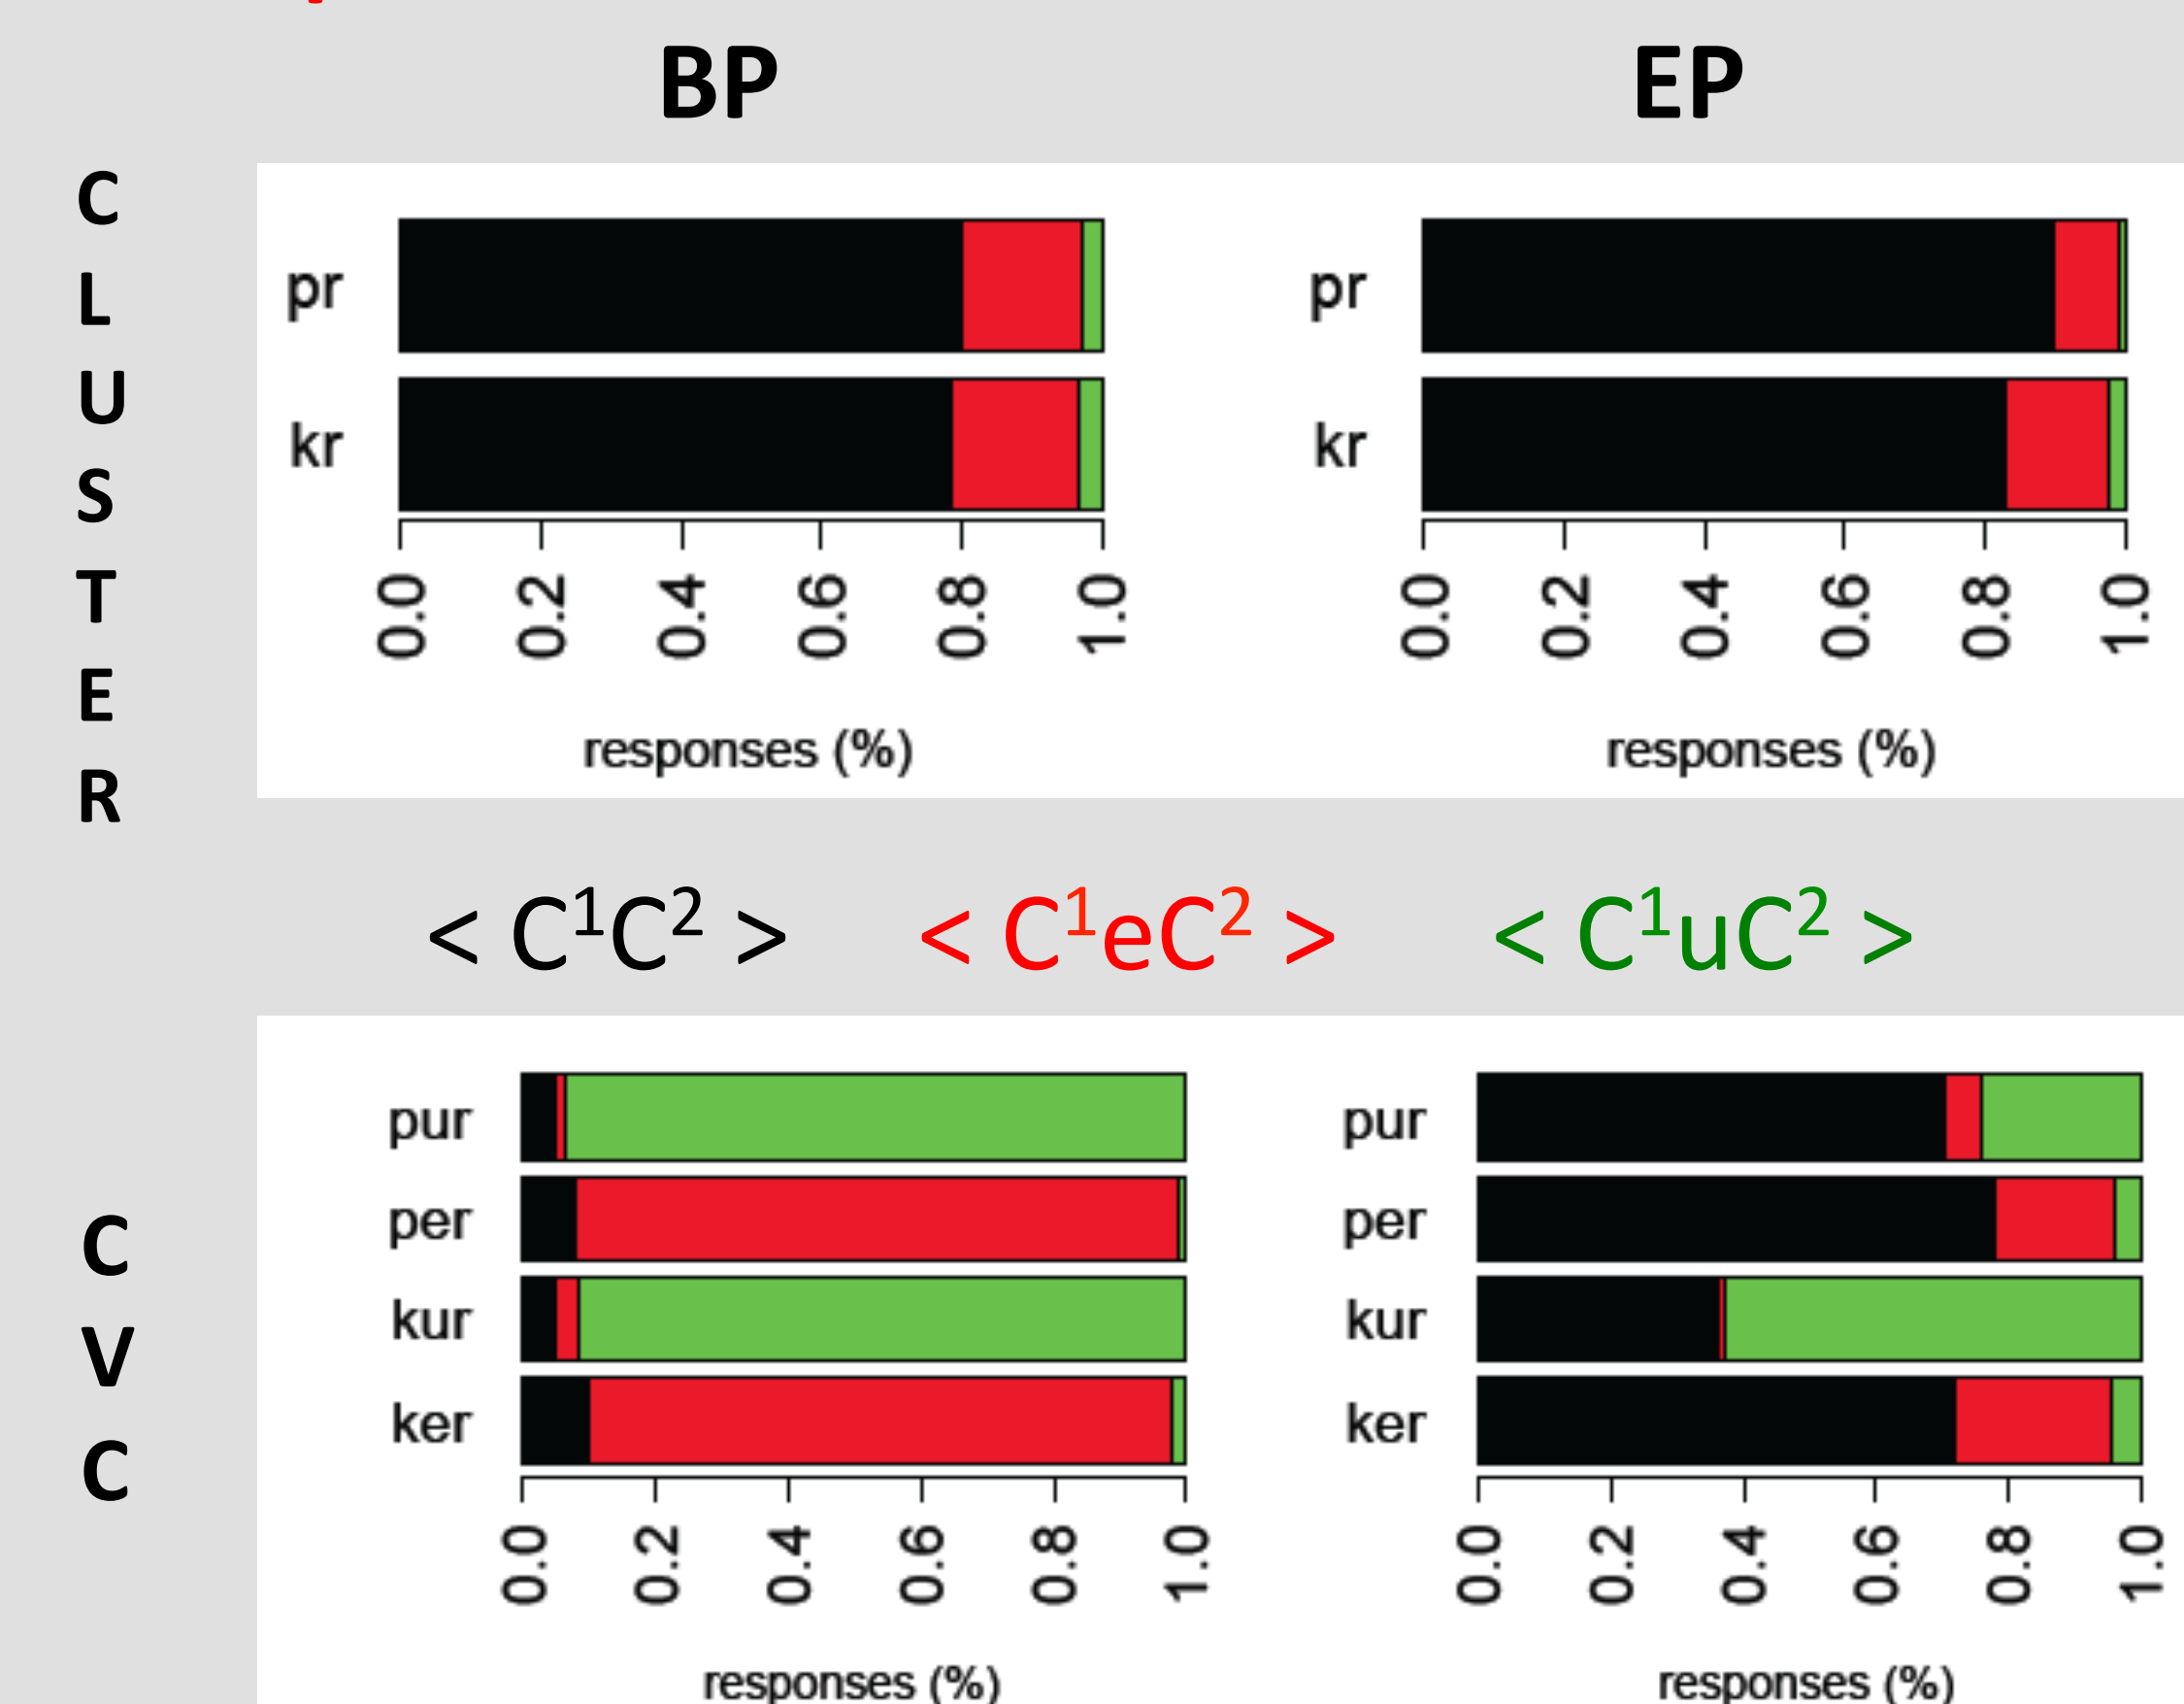 BP EP
CLUSTER
pr pr
kr kr
0.0 0.2 0.4 0.6 0.8 1.0 0.0 0.2 0.4 0.6 0.8 1.0
responses (%) responses (%)
< C¹C² > < C¹eC² > < C¹uC² >
CVC
pur pur
per per
kur kur
ker ker
0.0 0.2 0.4 0.6 0.8 1.0 0.0 0.2 0.4 0.6 0.8 1.0
responses (%) responses (%)